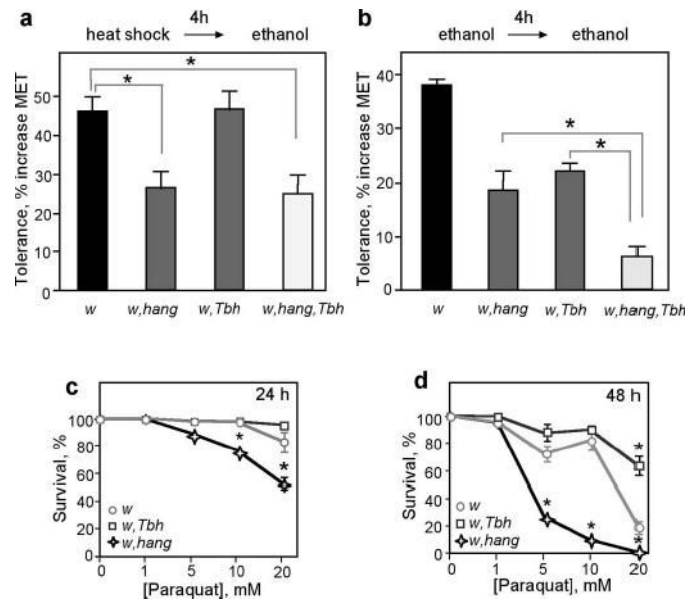 a
4h
heat shock → ethanol
Tolerance, % increase MET
50
40
30
20
10
0
*
*
w
w,hang
w,Tbh
w,hang,Tbh
b
4h
ethanol → ethanol
Tolerance, % increase MET
40
30
20
10
0
*
*
w
w,hang
w,Tbh
w,hang,Tbh
c
24 h
Survival, %
100
80
60
40
20
0
*
*
w
w,Tbh
w,hang
0 1 5 10 20
[Paraquat], mM
d
48 h
Survival, %
100
80
60
40
20
0
*
*
*
*
w
w,Tbh
w,hang
0 1 5 10 20
[Paraquat], mM